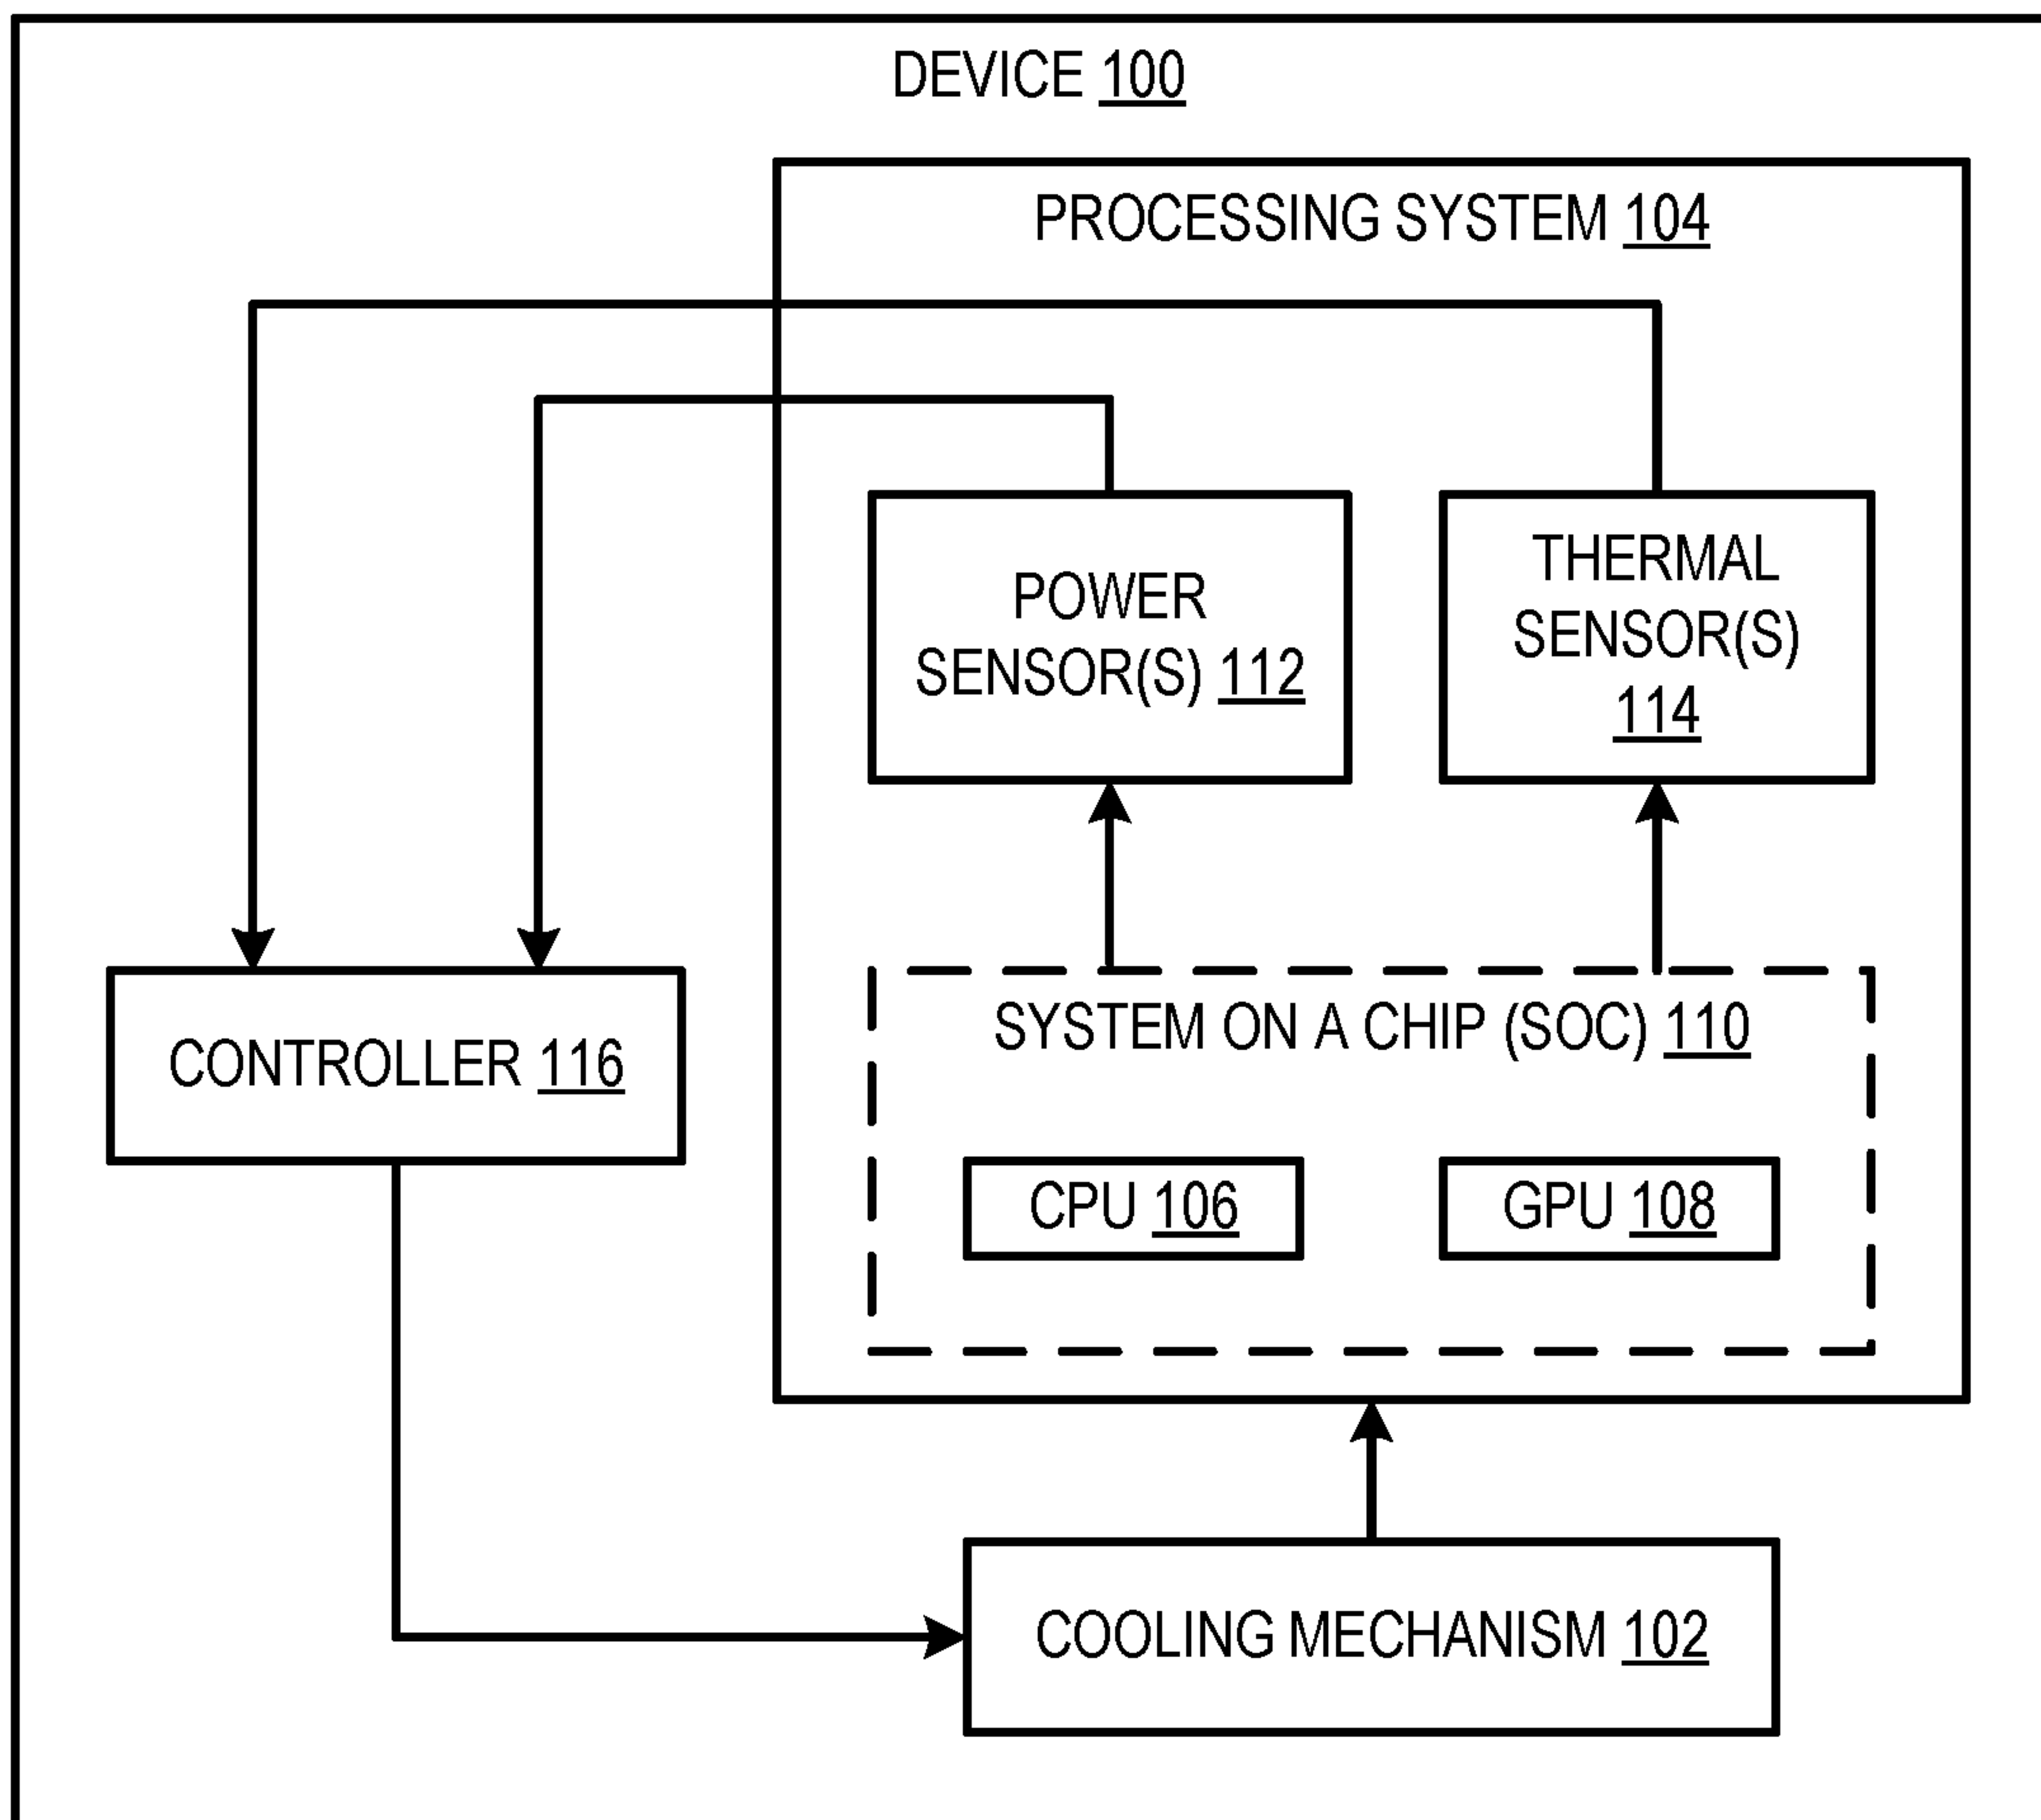 DEVICE 100
PROCESSING SYSTEM 104
POWER
SENSOR(S) 112
THERMAL
SENSOR(S)
114
CONTROLLER 116
SYSTEM ON A CHIP (SOC) 110
CPU 106
GPU 108
COOLING MECHANISM 102